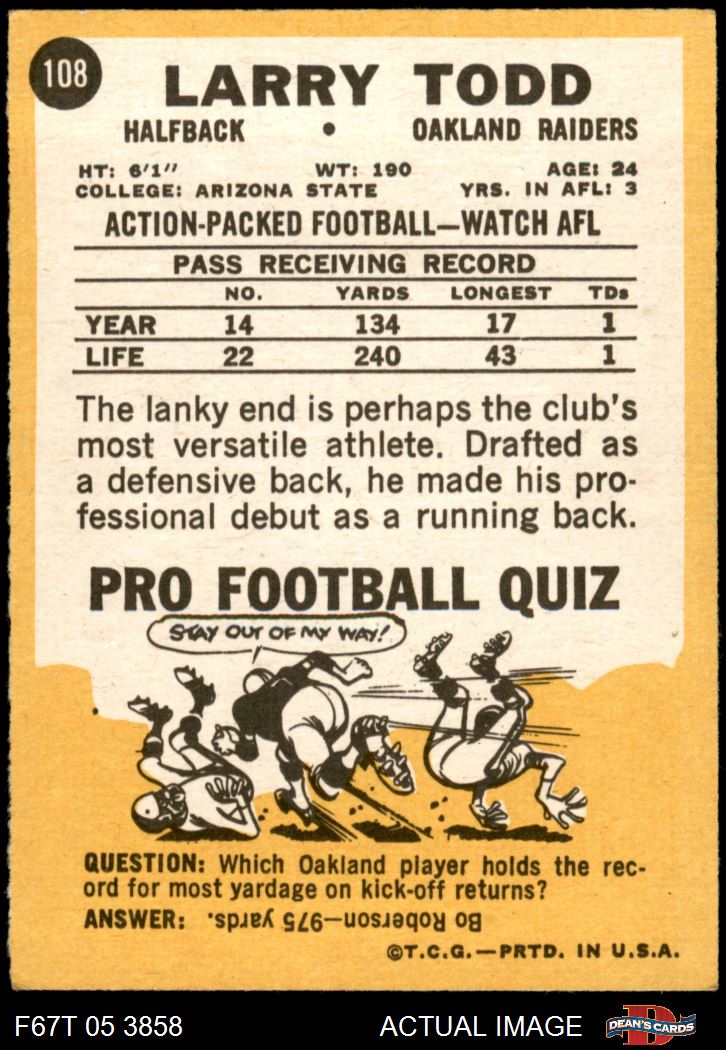 108
LARRY TODD
HALFBACK • OAKLAND RAIDERS
HT: 6'1" WT: 190 AGE: 24
COLLEGE: ARIZONA STATE YRS. IN AFL: 3
ACTION-PACKED FOOTBALL—WATCH AFL
PASS RECEIVING RECORD
NO. YARDS LONGEST TDs
YEAR 14 134 17 1
LIFE 22 240 43 1
The lanky end is perhaps the club's
most versatile athlete. Drafted as
a defensive back, he made his pro-
fessional debut as a running back.
PRO FOOTBALL QUIZ
STAY OUT OF MY WAY!
QUESTION: Which Oakland player holds the rec-
ord for most yardage on kick-off returns?
ANSWER: Bo Roberson—975 yards.
©T.C.G.—PRTD. IN U.S.A.
F67T 05 3858 ACTUAL IMAGE D DEAN'S CARDS